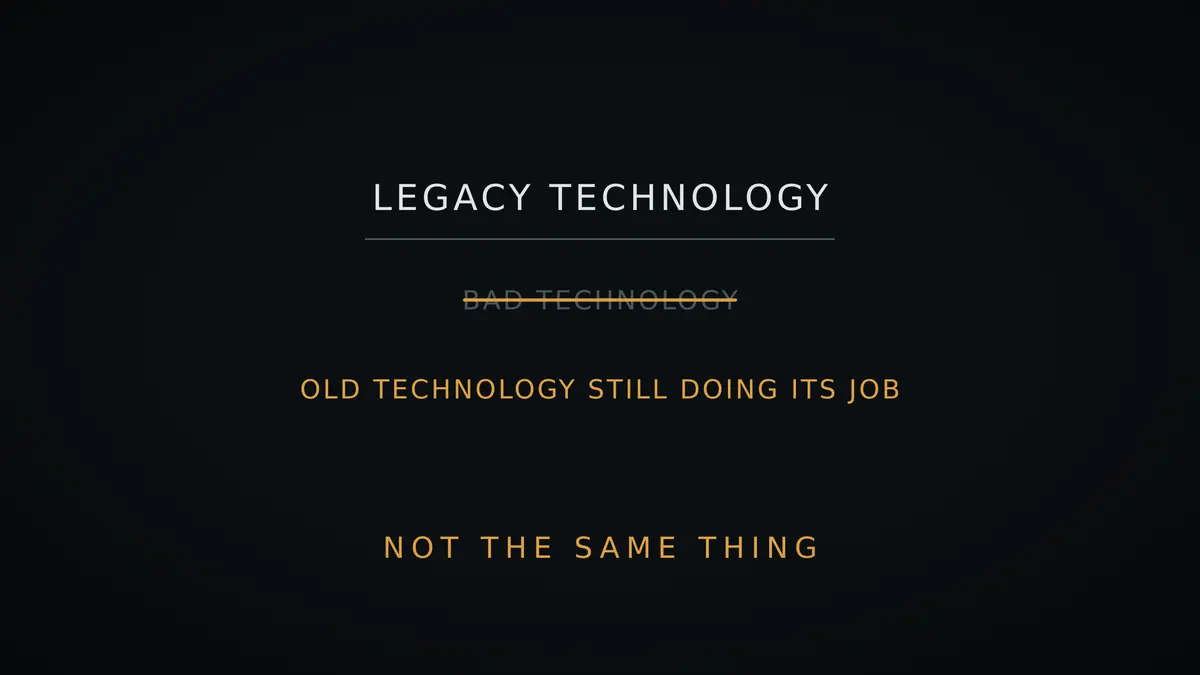 LEGACY TECHNOLOGY
BAD TECHNOLOGY
OLD TECHNOLOGY STILL DOING ITS JOB
NOT THE SAME THING